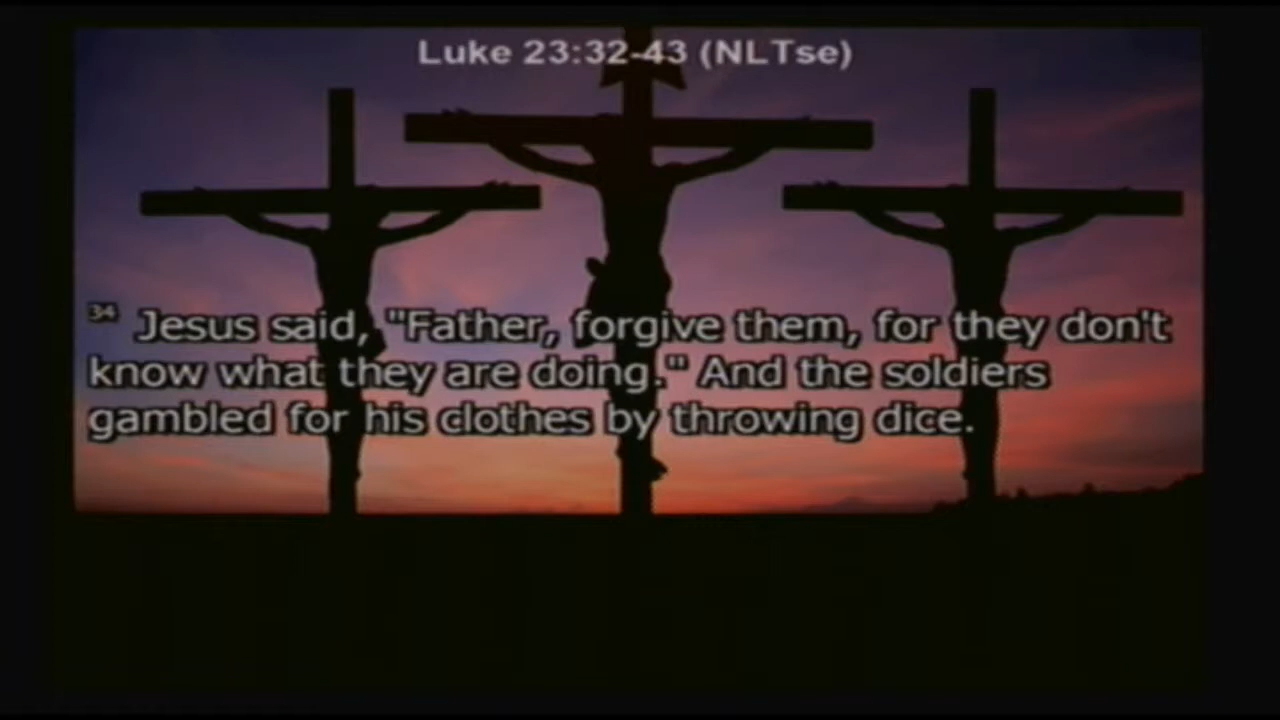 Luke 23:32-43 (NLTse)
34 Jesus said, "Father, forgive them, for they don't
know what they are doing." And the soldiers
gambled for his clothes by throwing dice.